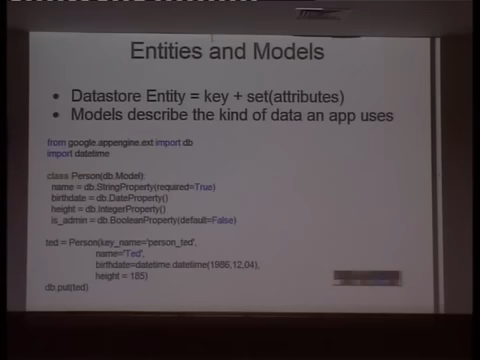 Entities and Models
• Datastore Entity = key + set(attributes)
• Models describe the kind of data an app uses
from google.appengine.ext import db
import datetime
class Person(db.Model):
name = db.StringProperty(required=True)
birthdate = db.DateProperty()
height = db.IntegerProperty()
is_admin = db.BooleanProperty(default=False)
ted = Person(key_name='person_ted',
name='Ted',
birthdate=datetime.datetime(1986,12,04),
height = 185)
db.put(ted)